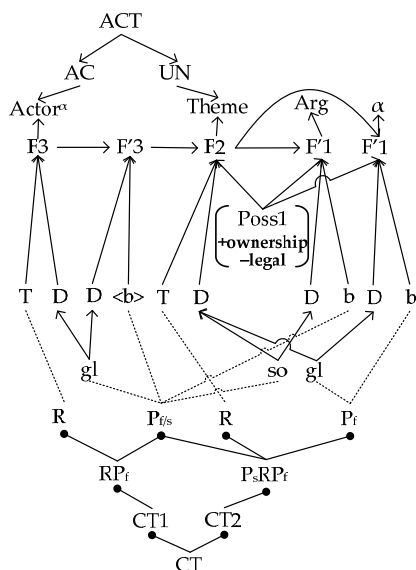 ACT
AC UN
Actorα Theme Arg α
F3 F'3 F2 F'1 F'1
Poss1
+ownership
−legal
T D D <b> T D D b D b
gl so gl
R Pf/s R Pf
RPf PsRPf
CT1 CT2
CT